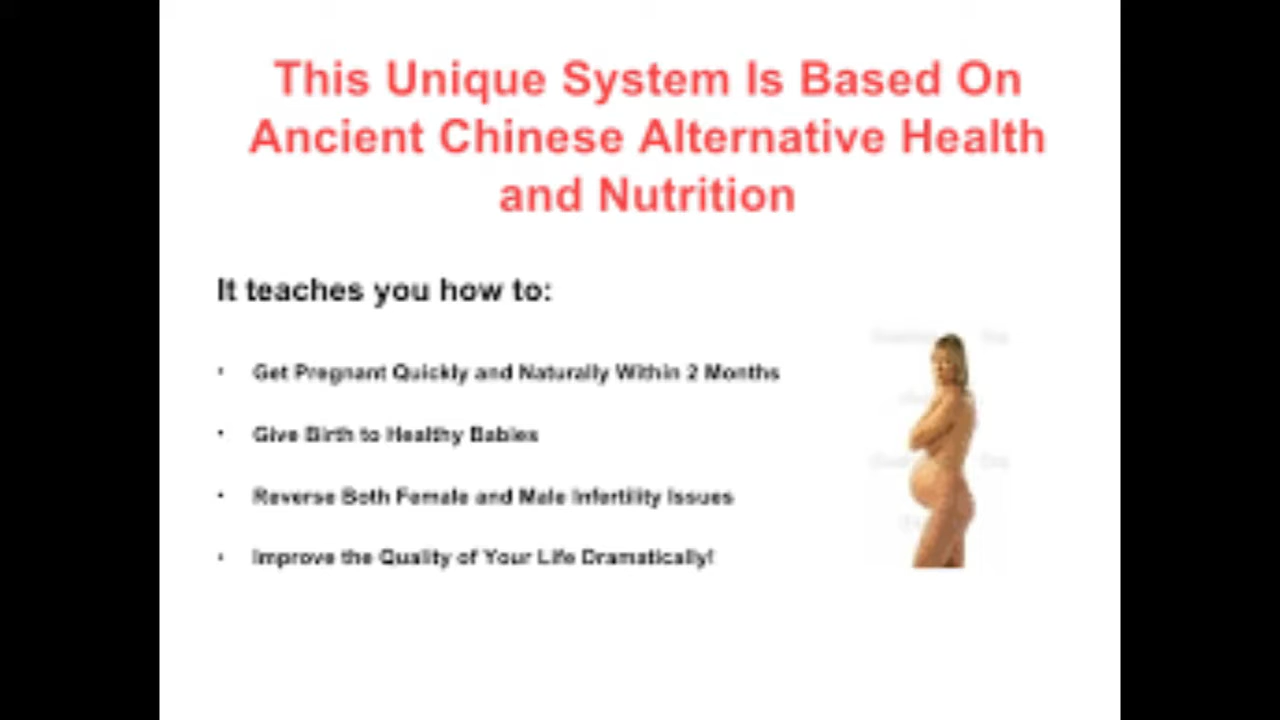 This Unique System Is Based On
Ancient Chinese Alternative Health
and Nutrition
It teaches you how to:
• Get Pregnant Quickly and Naturally Within 2 Months
• Give Birth to Healthy Babies
• Reverse Both Female and Male Infertility Issues
• Improve the Quality of Your Life Dramatically!